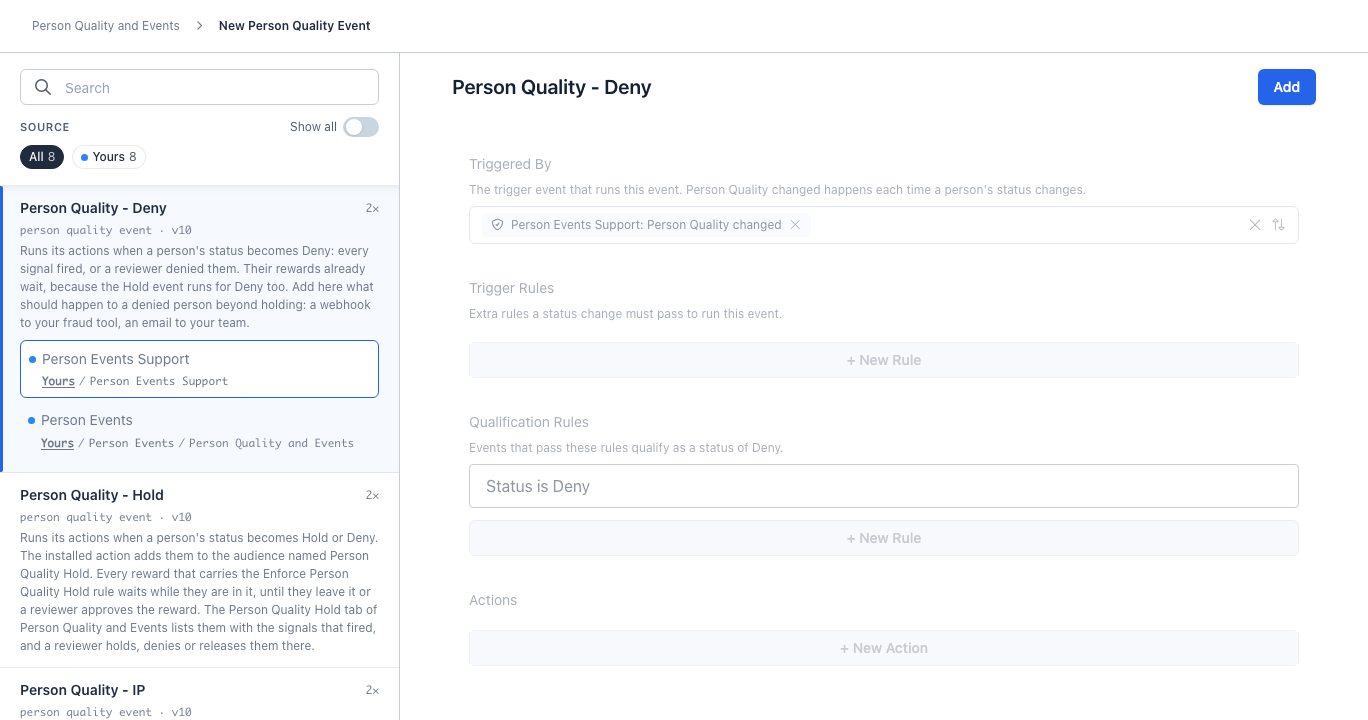 Person Quality and Events > New Person Quality Event
Search
SOURCE
Show all
All 8
Yours 8
Person Quality - Deny 2×
person quality event · v10
Runs its actions when a person's status becomes Deny: every
signal fired, or a reviewer denied them. Their rewards already
wait, because the Hold event runs for Deny too. Add here what
should happen to a denied person beyond holding: a webhook
to your fraud tool, an email to your team.
Person Events Support
Yours / Person Events Support
Person Events
Yours / Person Events / Person Quality and Events
Person Quality - Hold 2×
person quality event · v10
Runs its actions when a person's status becomes Hold or Deny.
The installed action adds them to the audience named Person
Quality Hold. Every reward that carries the Enforce Person
Quality Hold rule waits while they are in it, until they leave it or
a reviewer approves the reward. The Person Quality Hold tab of
Person Quality and Events lists them with the signals that fired,
and a reviewer holds, denies or releases them there.
Person Quality - IP 2×
person quality event · v10
Person Quality - Deny
Add
Triggered By
The trigger event that runs this event. Person Quality changed happens each time a person's status changes.
Person Events Support: Person Quality changed
Trigger Rules
Extra rules a status change must pass to run this event.
+ New Rule
Qualification Rules
Events that pass these rules qualify as a status of Deny.
Status is Deny
+ New Rule
Actions
+ New Action